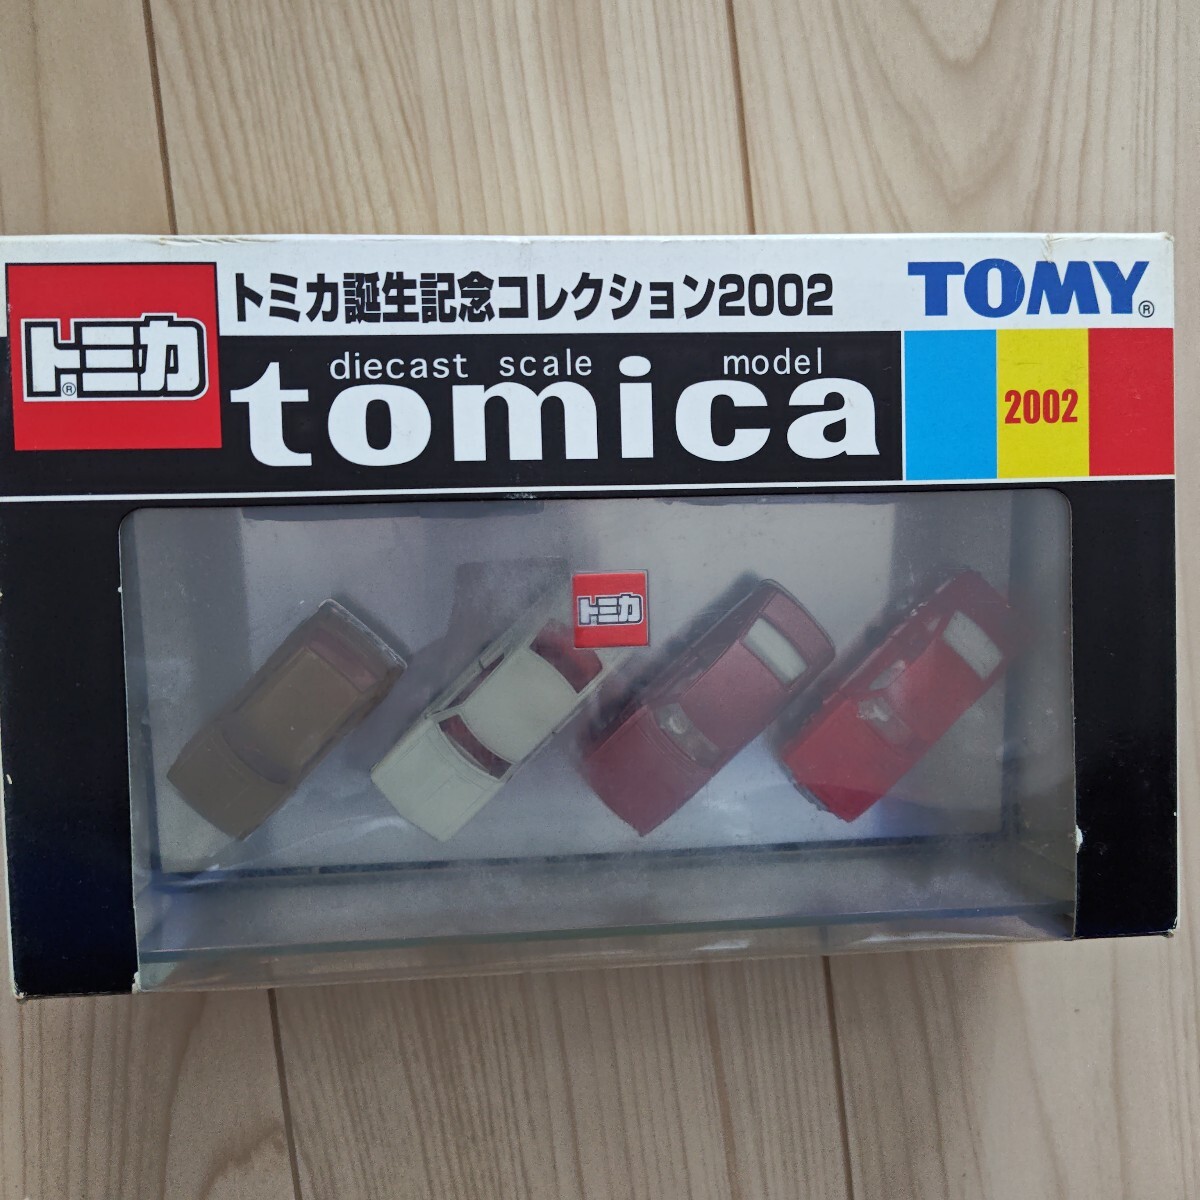 トミカ誕生記念コレクション2002
TOMY®
トミカ®
diecast scale model
tomica
2002
トミカ